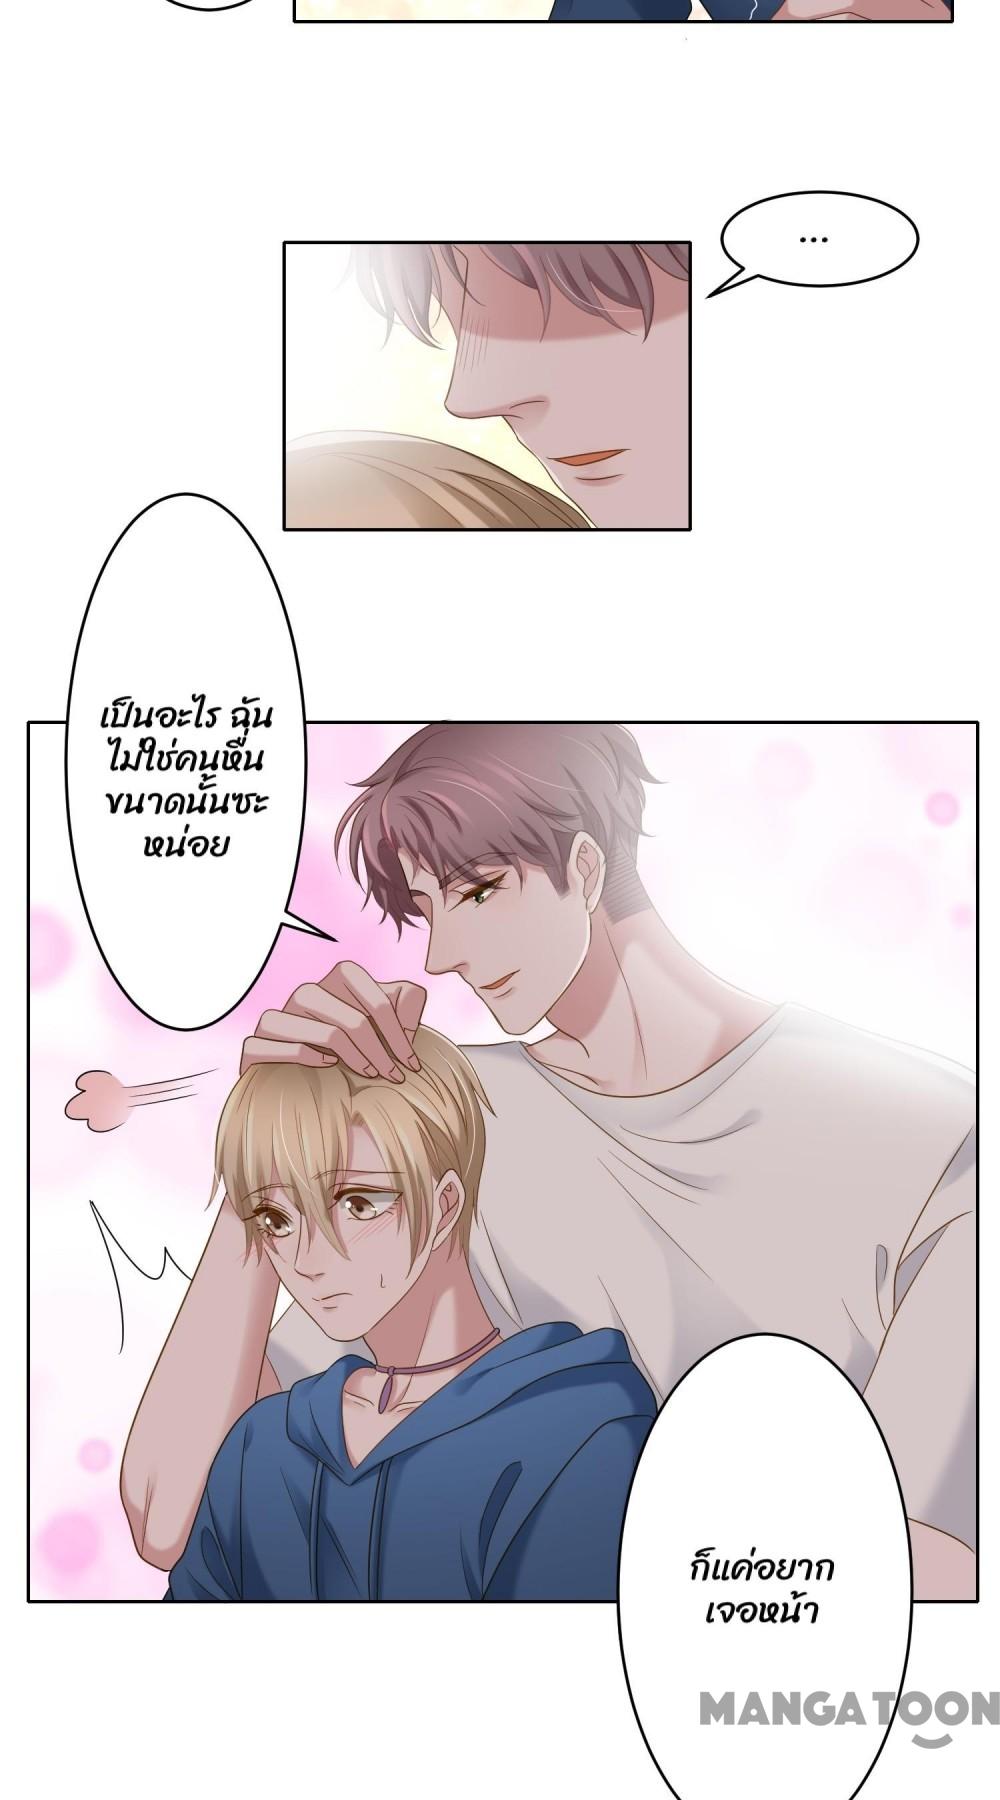 ...
เป็นอะไร ฉัน
ไม่ใช่คนหื่น
ขนาดนั้นซะ
หน่อย
ก็แค่อยาก
เจอหน้า
MANGATOON